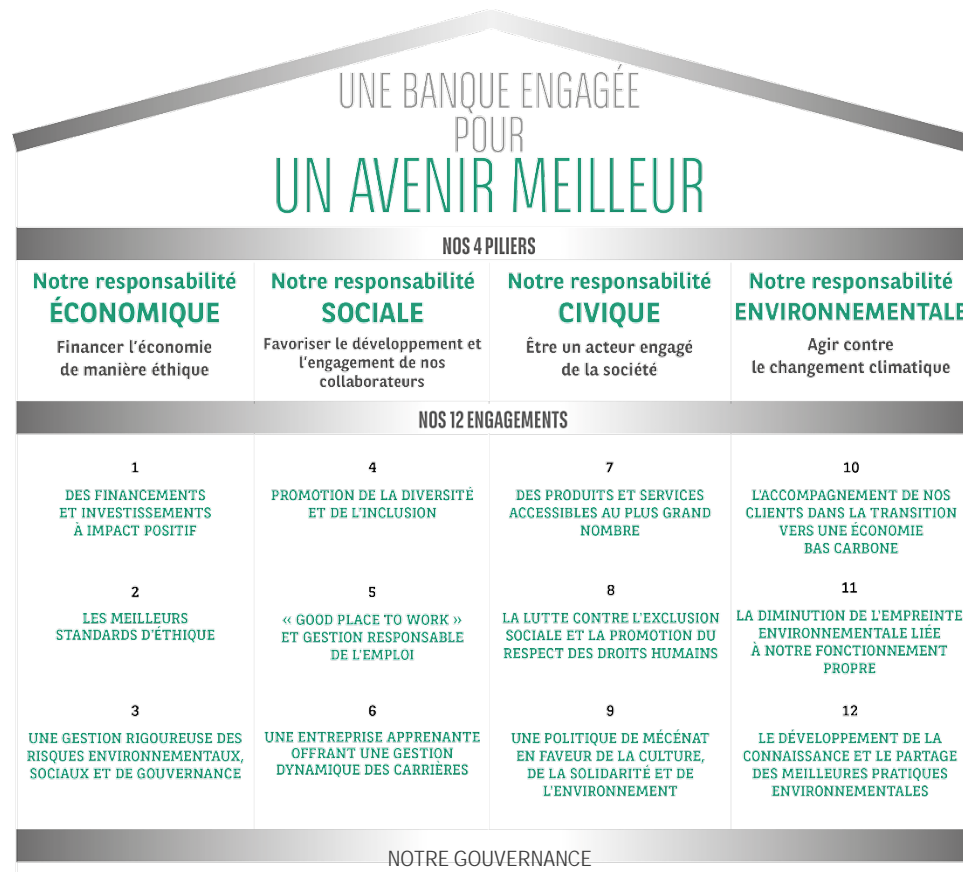 UNE BANQUE ENGAGÉE
POUR
UN AVENIR MEILLEUR
NOS 4 PILIERS
Notre responsabilité
ÉCONOMIQUE
Financer l'économie
de manière éthique
Notre responsabilité
SOCIALE
Favoriser le développement et
l'engagement de nos
collaborateurs
Notre responsabilité
CIVIQUE
Être un acteur engagé
de la société
Notre responsabilité
ENVIRONNEMENTALE
Agir contre
le changement climatique
NOS 12 ENGAGEMENTS
1
DES FINANCEMENTS
ET INVESTISSEMENTS
À IMPACT POSITIF
4
PROMOTION DE LA DIVERSITÉ
ET DE L'INCLUSION
7
DES PRODUITS ET SERVICES
ACCESSIBLES AU PLUS GRAND
NOMBRE
10
L'ACCOMPAGNEMENT DE NOS
CLIENTS DANS LA TRANSITION
VERS UNE ÉCONOMIE
BAS CARBONE
2
LES MEILLEURS
STANDARDS D'ÉTHIQUE
5
« GOOD PLACE TO WORK »
ET GESTION RESPONSABLE
DE L'EMPLOI
8
LA LUTTE CONTRE L'EXCLUSION
SOCIALE ET LA PROMOTION DU
RESPECT DES DROITS HUMAINS
11
LA DIMINUTION DE L'EMPREINTE
ENVIRONNEMENTALE LIÉE
À NOTRE FONCTIONNEMENT
PROPRE
3
UNE GESTION RIGOUREUSE DES
RISQUES ENVIRONNEMENTAUX,
SOCIAUX ET DE GOUVERNANCE
6
UNE ENTREPRISE APPRENANTE
OFFRANT UNE GESTION
DYNAMIQUE DES CARRIÈRES
9
UNE POLITIQUE DE MÉCÉNAT
EN FAVEUR DE LA CULTURE,
DE LA SOLIDARITÉ ET DE
L'ENVIRONNEMENT
12
LE DÉVELOPPEMENT DE LA
CONNAISSANCE ET LE PARTAGE
DES MEILLEURES PRATIQUES
ENVIRONNEMENTALES
NOTRE GOUVERNANCE